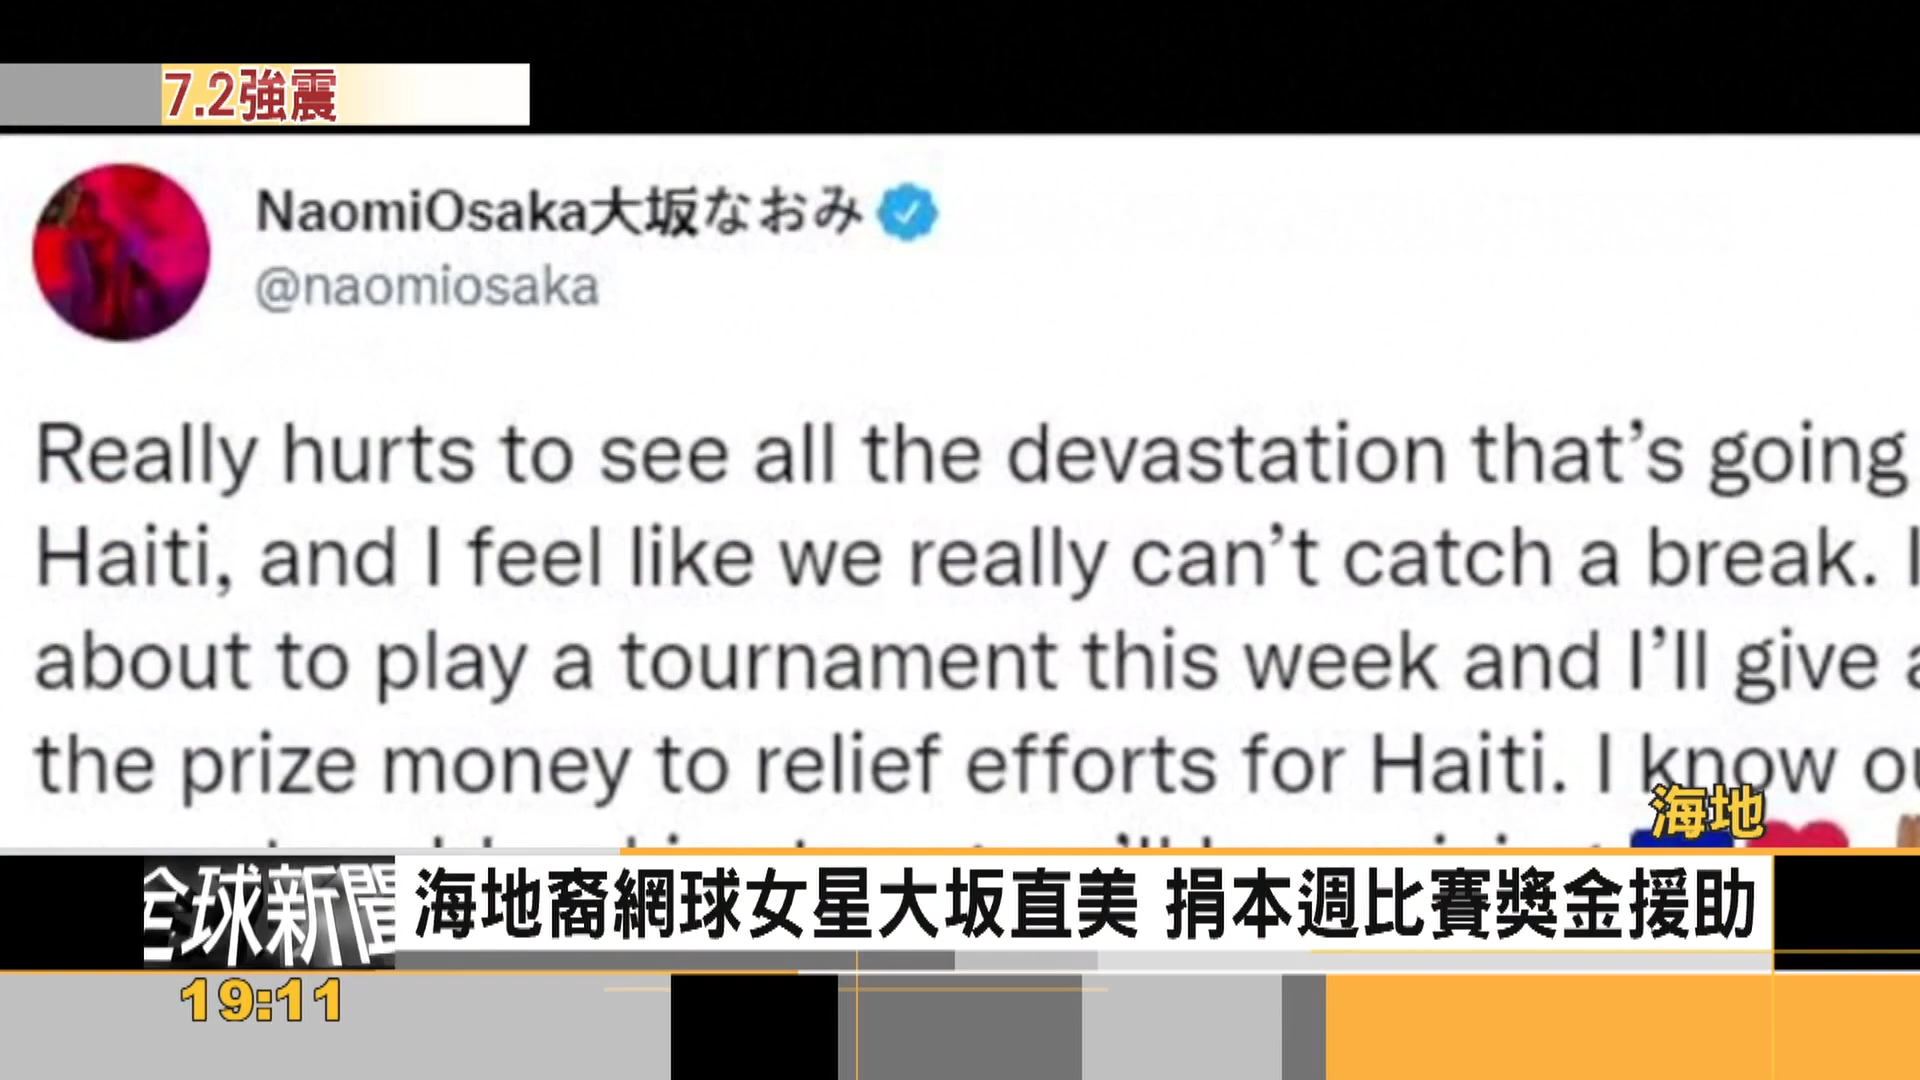 7.2強震
NaomiOsaka大坂なおみ
@naomiosaka
Really hurts to see all the devastation that’s going
Haiti, and I feel like we really can’t catch a break.
about to play a tournament this week and I’ll give
the prize money to relief efforts for Haiti. I know
海地
全球新聞
海地裔網球女星大坂直美 捐本週比賽獎金援助
19:11